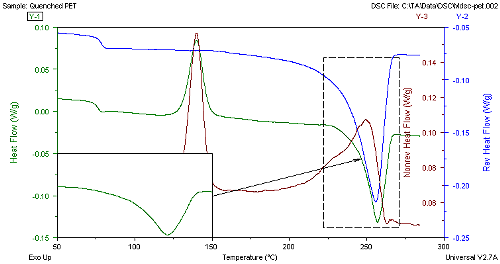 Sample: Quenched PET
DSC File: C:\TA\Data\OSC\Mdsc-pet.002
Y-1
Y-3
Y-2
0.10
0.05
0.00
-0.05
-0.10
-0.15
Heat Flow (W/g)
0.14
0.12
0.10
0.08
0.08
Nonrev Heat Flow (W/g)
-0.05
-0.10
-0.15
-0.20
-0.25
Rev Heat Flow (W/g)
50
100
150
200
250
300
Exo Up
Temperature (°C)
Universal V2.7A